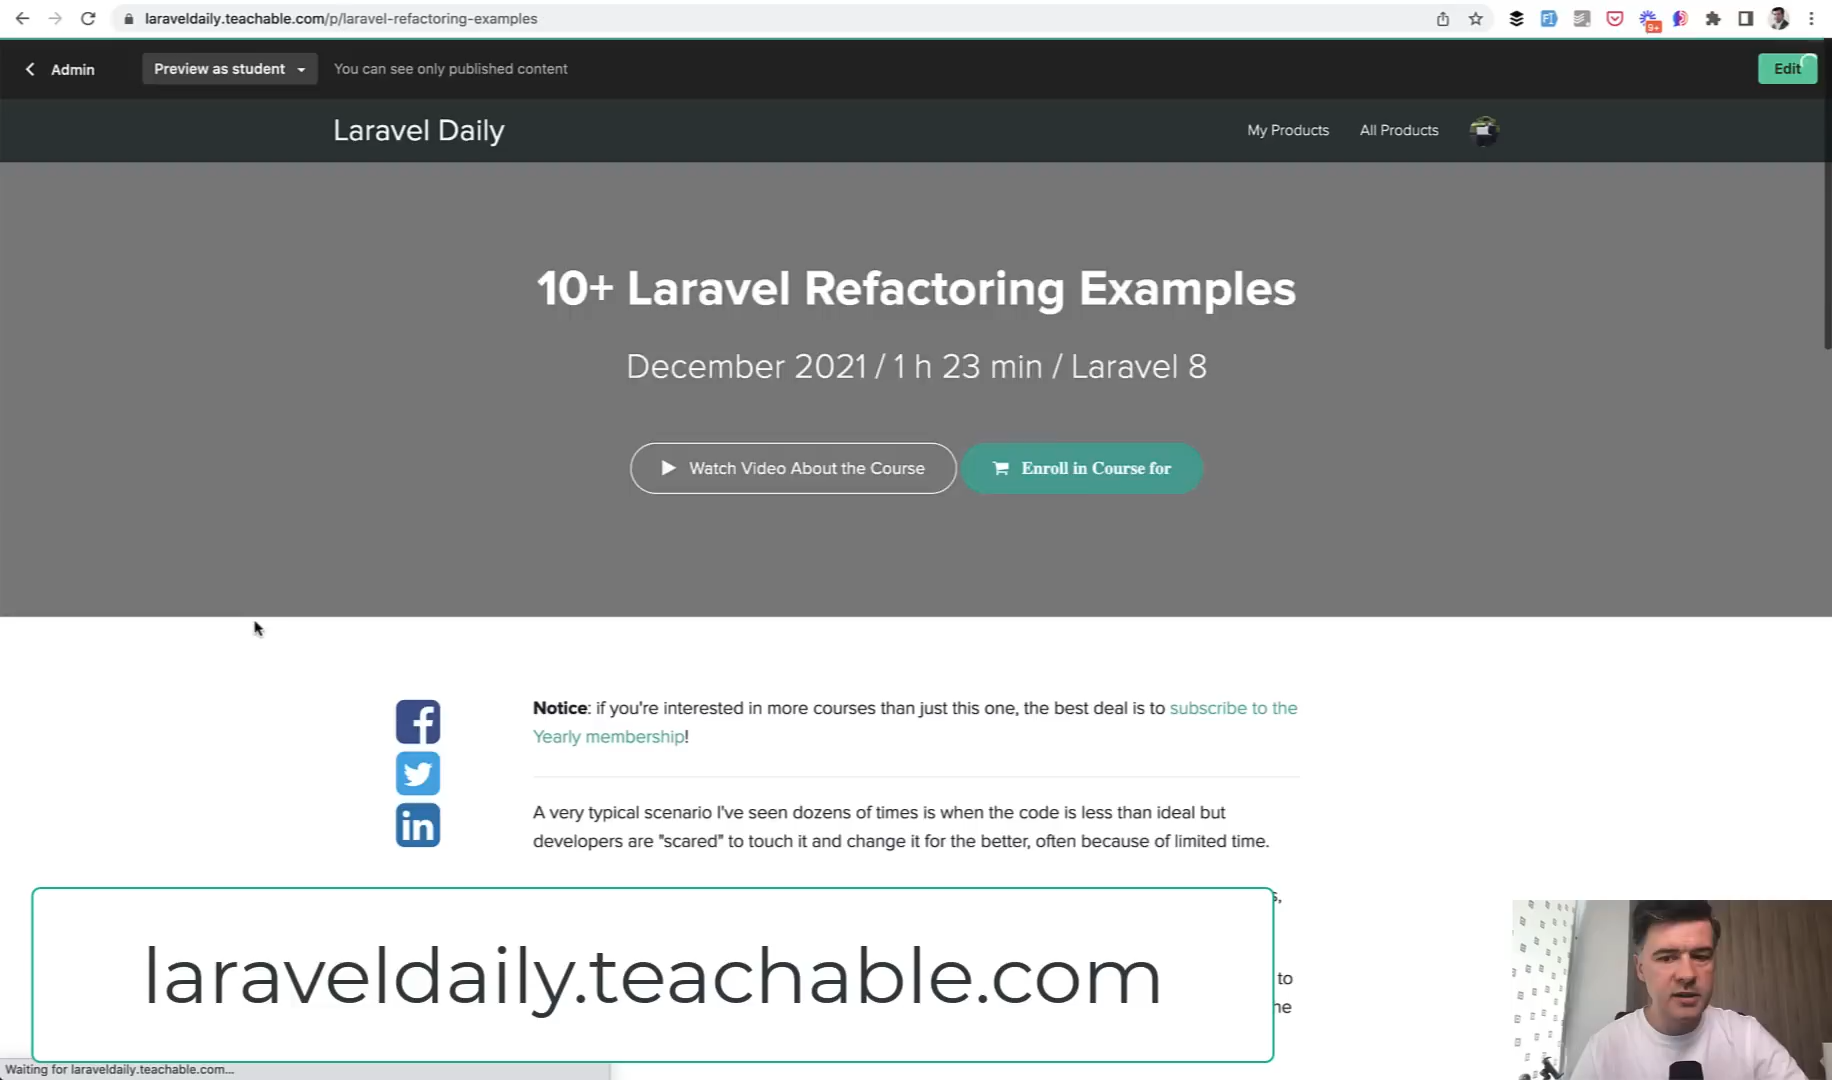 laraveldaily.teachable.com/p/laravel-refactoring-examples
9+
Admin
Preview as student
You can see only published content
Edit
Laravel Daily
My Products
All Products
10+ Laravel Refactoring Examples
December 2021 / 1 h 23 min / Laravel 8
Watch Video About the Course
Enroll in Course for
Notice: if you're interested in more courses than just this one, the best deal is to subscribe to the
Yearly membership!
A very typical scenario I've seen dozens of times is when the code is less than ideal but
developers are "scared" to touch it and change it for the better, often because of limited time.
to
laraveldaily.teachable.com
Waiting for laraveldaily.teachable.com...